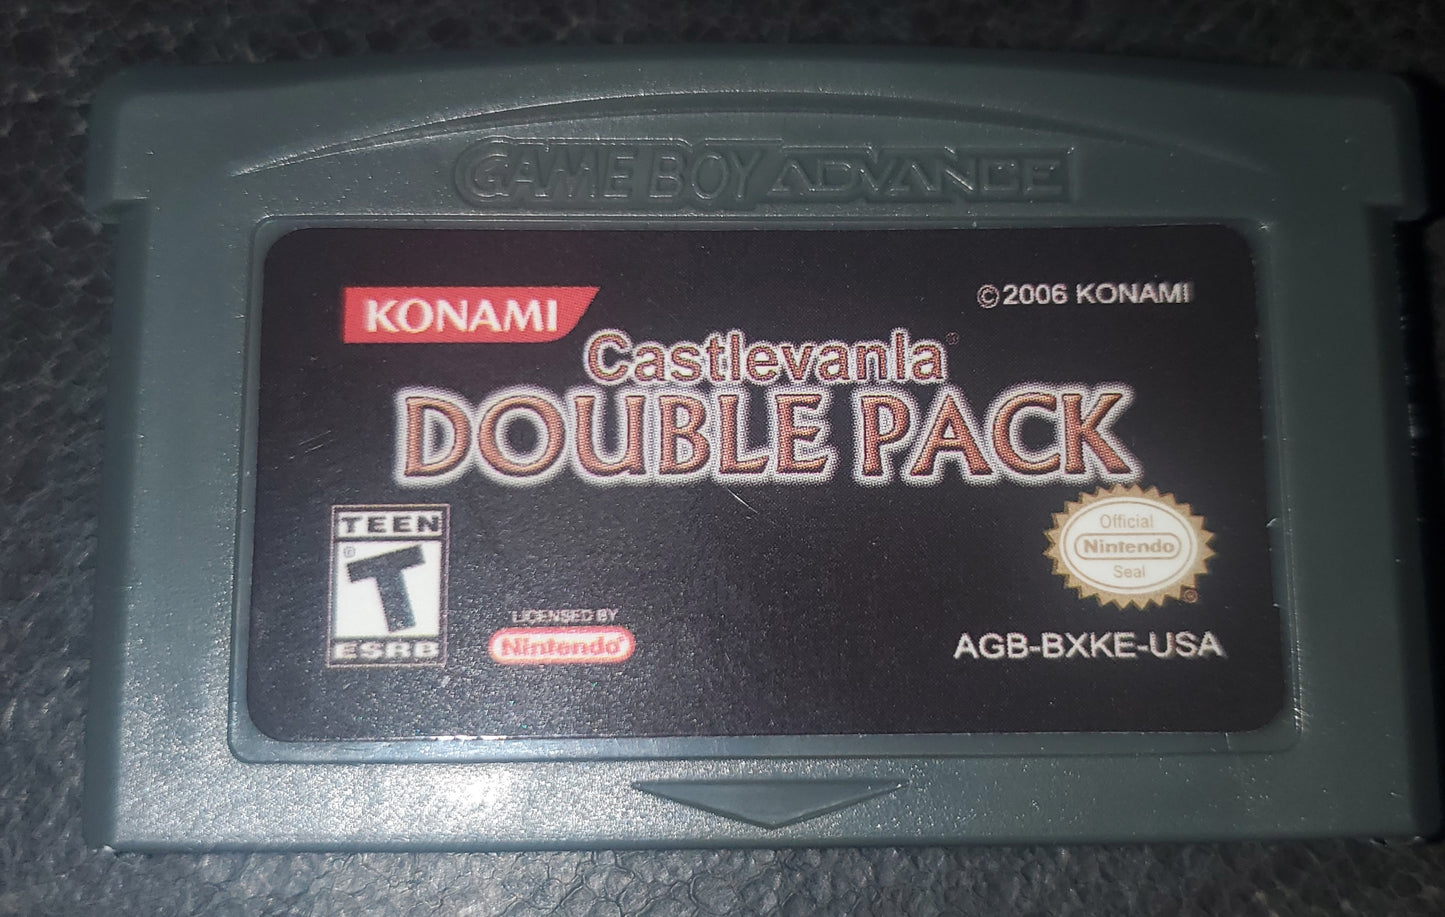 GAME BOY ADVANCE
KONAMI
©2006 KONAMI
Castlevania®
DOUBLE PACK
TEEN
®
T
ESRB
LICENSED BY
Nintendo®
Official
Nintendo
Seal
®
AGB-BXKE-USA